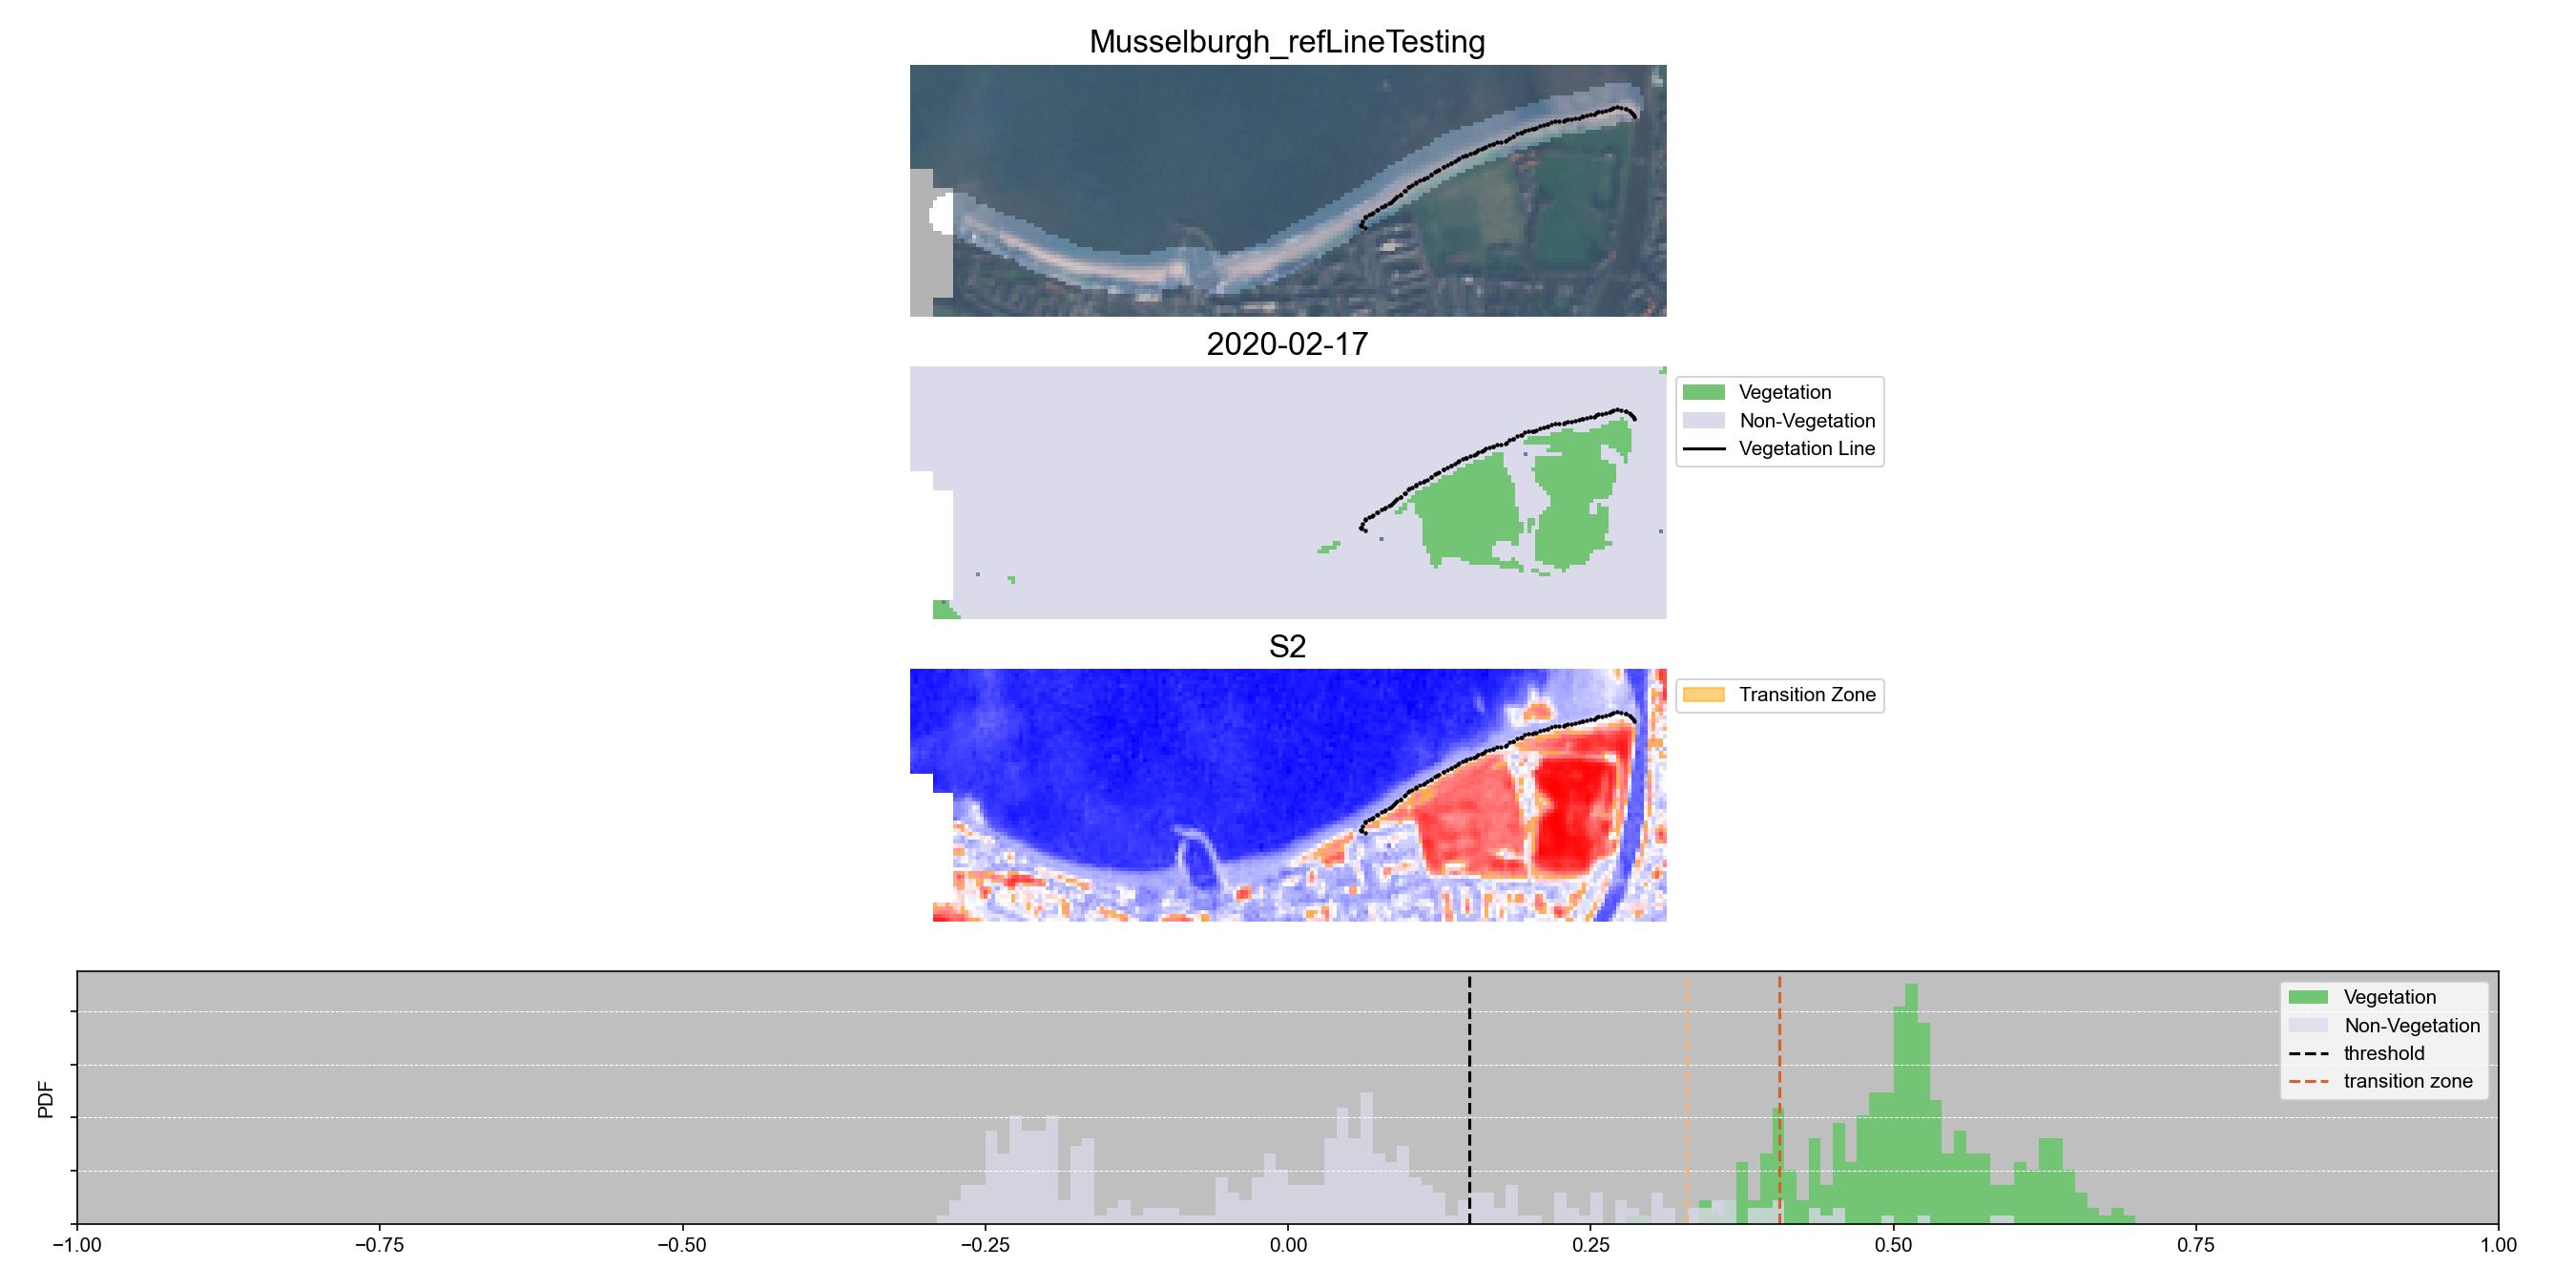 Musselburgh_refLineTesting
2020-02-17
Vegetation
Non-Vegetation
Vegetation Line
S2
Transition Zone
PDF
Vegetation
Non-Vegetation
threshold
transition zone
−1.00 −0.75 −0.50 −0.25 0.00 0.25 0.50 0.75 1.00